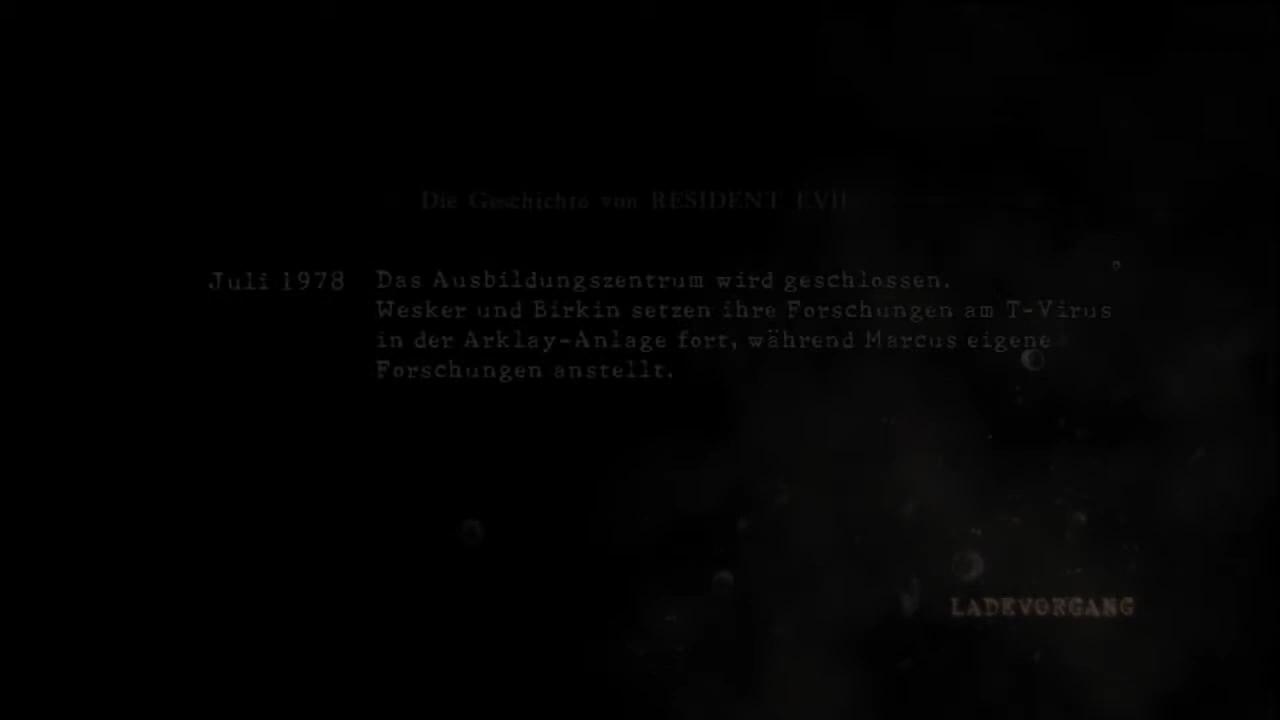 Die Geschichte von RESIDENT EVIL
Juli 1978 Das Ausbildungszentrum wird geschlossen.
Wesker und Birkin setzen ihre Forschungen am T-Virus
in der Arklay-Anlage fort, während Marcus eigene
Forschungen anstellt.
LADEVORGANG